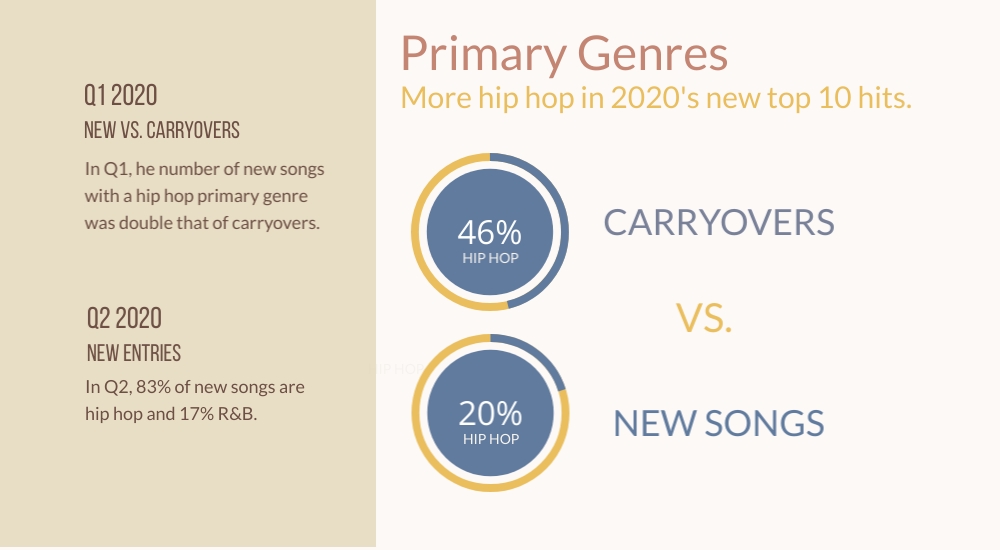 Q1 2020
NEW VS. CARRYOVERS
In Q1, he number of new songs
with a hip hop primary genre
was double that of carryovers.
Q2 2020
NEW ENTRIES
In Q2, 83% of new songs are
hip hop and 17% R&B.
Primary Genres
More hip hop in 2020's new top 10 hits.
46%
HIP HOP
CARRYOVERS
VS.
20%
HIP HOP
NEW SONGS